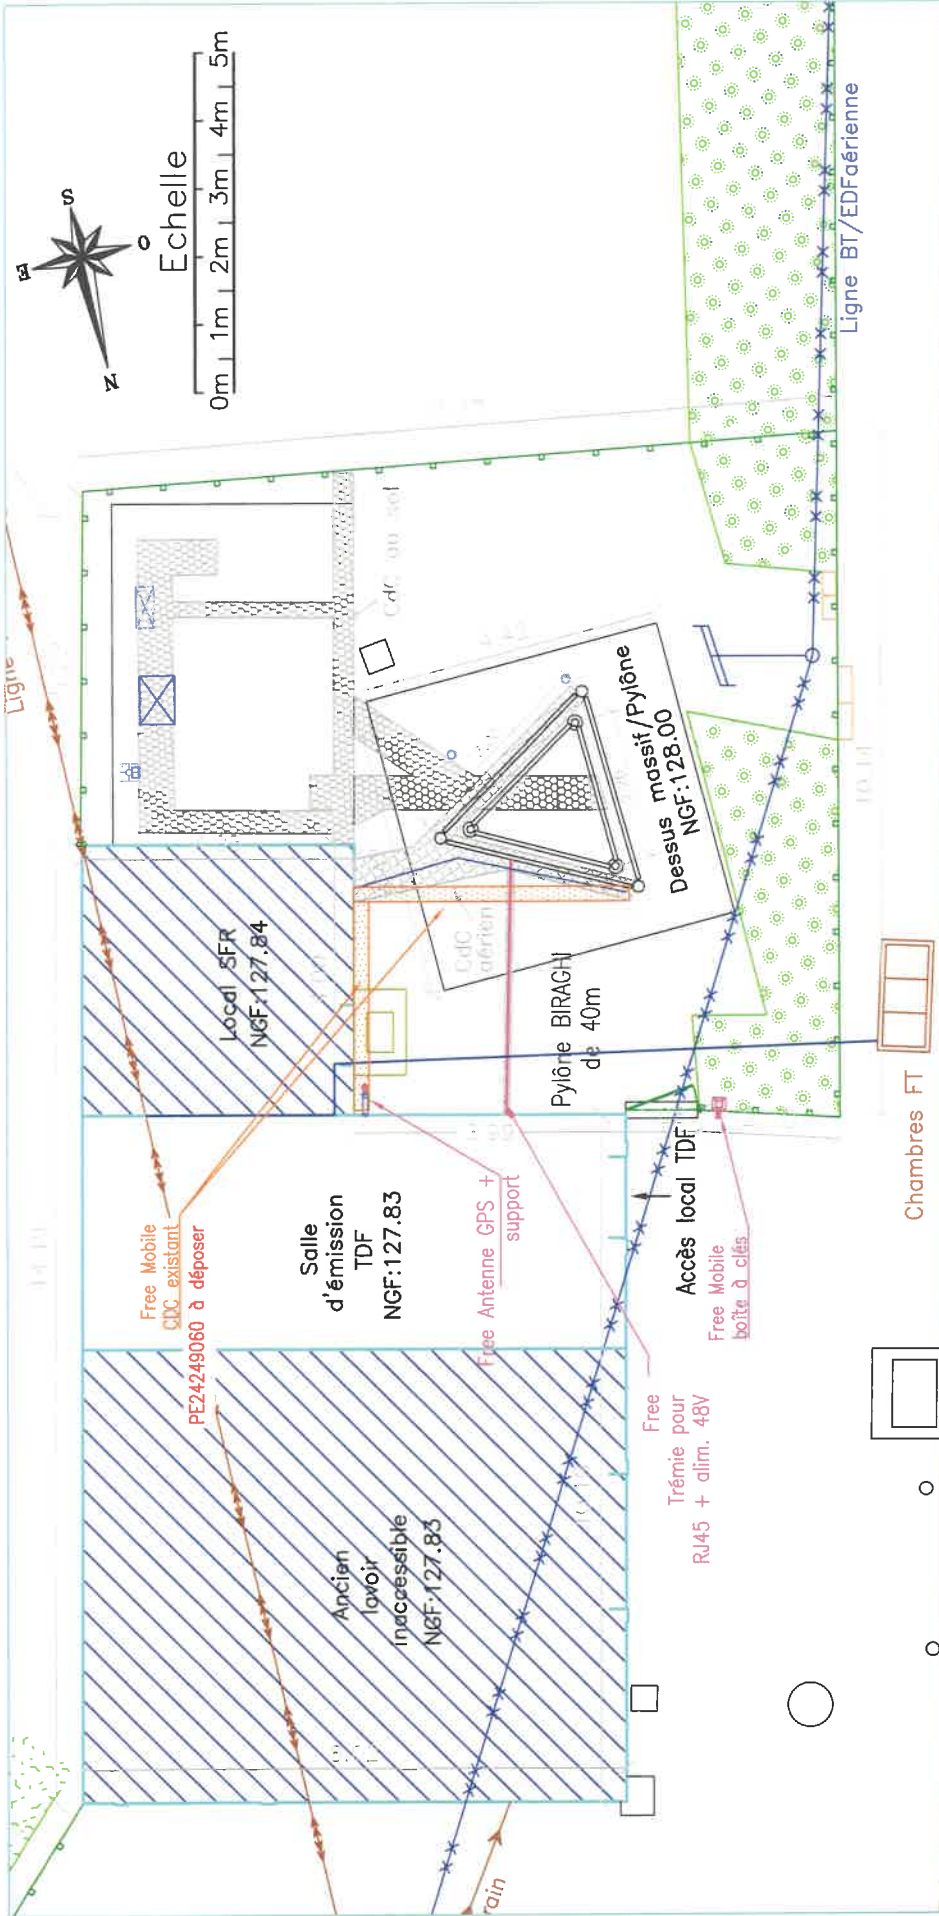 E
S
N
O
Echelle
0m 1m 2m 3m 4m 5m
Ligne
CdC au sol
Local SFR
NGF:127.84
CdC
aérien
Dessus massif/Pylône
NGF:128.00
Pylône BIRAGHI
de 40m
Ligne BT/EDFaérienne
Free Mobile
CDC existant
PE24249060 à déposer
Salle
d'émission
TDF
NGF:127.83
Free Antenne GPS +
support
Accès local TDF
Free Mobile
boîte à clés
Chambres FT
Free
Trémie pour
RJ45 + alim. 48V
Ancien
lavoir
inaccessible
NGF:127.83
rain